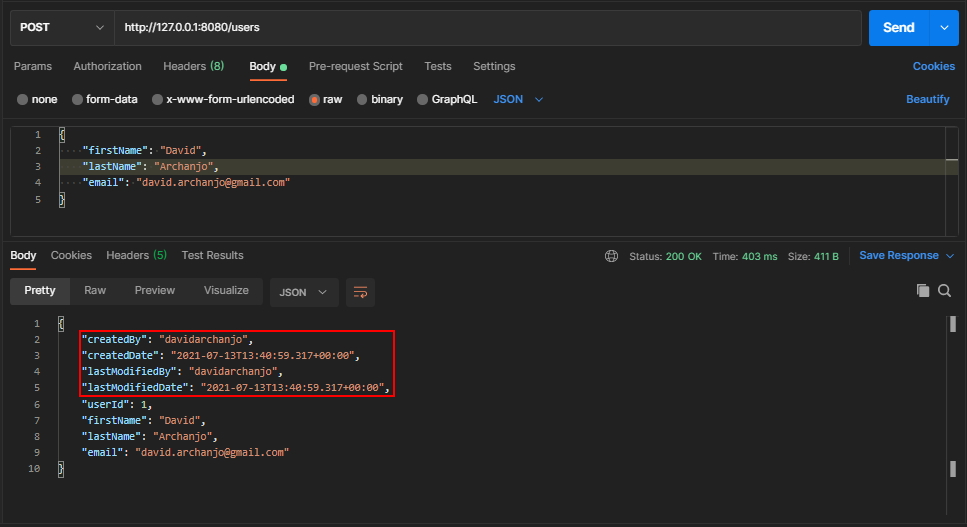 POST http://127.0.0.1:8080/users Send
Params Authorization Headers (8) Body Pre-request Script Tests Settings Cookies
none form-data x-www-form-urlencoded raw binary GraphQL JSON Beautify
1 {
2 "firstName": "David",
3 "lastName": "Archanjo",
4 "email": "david.archanjo@gmail.com"
5 }
Body Cookies Headers (5) Test Results Status: 200 OK Time: 403 ms Size: 411 B Save Response
Pretty Raw Preview Visualize JSON
1 {
2 "createdBy": "davidarchanjo",
3 "createdDate": "2021-07-13T13:40:59.317+00:00",
4 "lastModifiedBy": "davidarchanjo",
5 "lastModifiedDate": "2021-07-13T13:40:59.317+00:00",
6 "userId": 1,
7 "firstName": "David",
8 "lastName": "Archanjo",
9 "email": "david.archanjo@gmail.com"
10 }